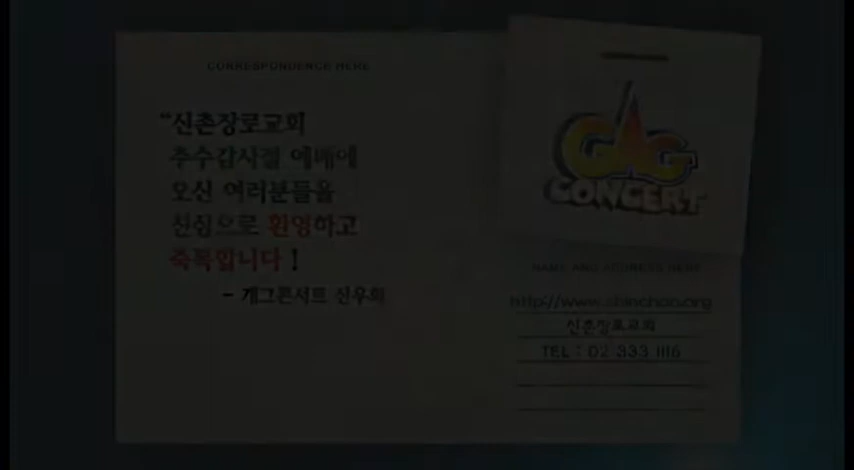 CORRESPONDENCE HERE
“신촌장로교회
추수감사절 예배에
오신 여러분들을
진심으로 환영하고
축복합니다 !
- 개그콘서트 신우회
GAG
CONCERT
NAME AND ADDRESS HERE
http//www.shinchon.org
신촌장로교회
TEL : 02 333 1116